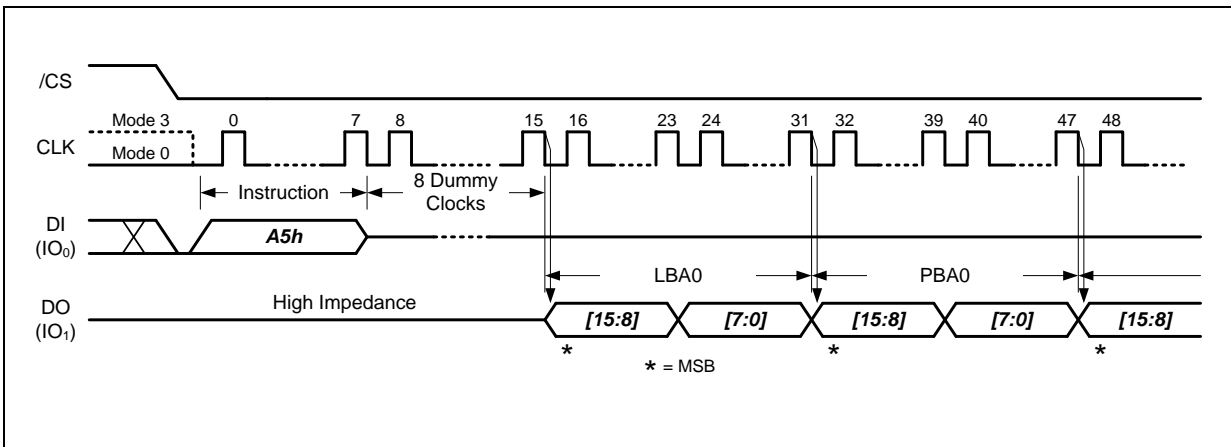 /CS
Mode 3 0 7 8 15 16 23 24 31 32 39 40 47 48
CLK
Mode 0
Instruction 8 Dummy
Clocks
DI
(IO0) A5h
LBA0 PBA0
DO
(IO1) High Impedance [15:8] [7:0] [15:8] [7:0] [15:8]
* * *
* = MSB